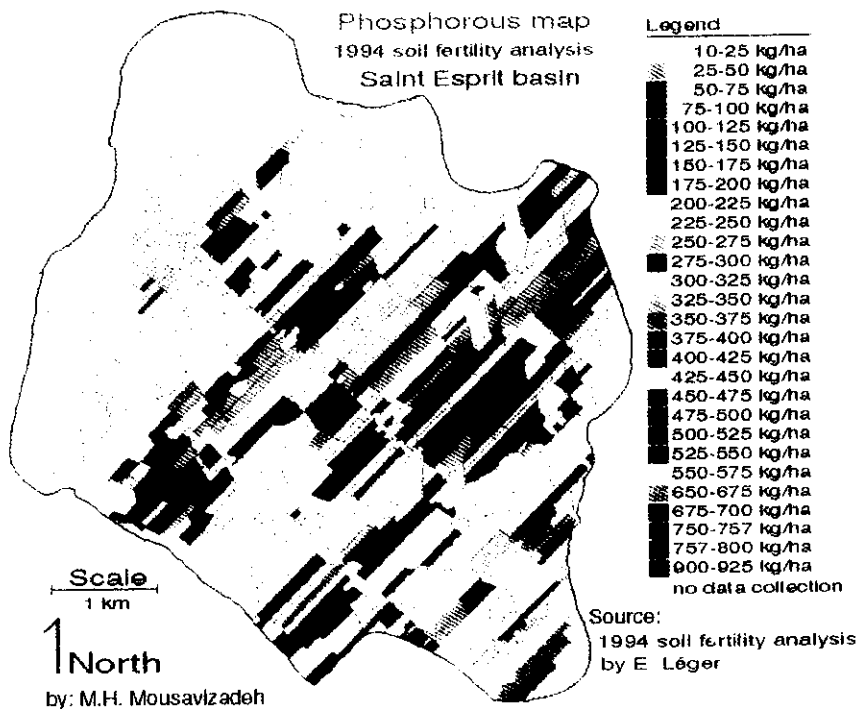 Phosphorous map
1994 soil fertility analysis
Saint Esprit basin
Legend
10-25 kg/ha
25-50 kg/ha
50-75 kg/ha
75-100 kg/ha
100-125 kg/ha
125-150 kg/ha
150-175 kg/ha
175-200 kg/ha
200-225 kg/ha
225-250 kg/ha
250-275 kg/ha
275-300 kg/ha
300-325 kg/ha
325-350 kg/ha
350-375 kg/ha
375-400 kg/ha
400-425 kg/ha
425-450 kg/ha
450-475 kg/ha
475-500 kg/ha
500-525 kg/ha
525-550 kg/ha
550-575 kg/ha
650-675 kg/ha
675-700 kg/ha
750-757 kg/ha
757-800 kg/ha
900-925 kg/ha
no data collection
Scale
1 km
North
by: M.H. Mousavizadeh
Source:
1994 soil fertility analysis
by E. Léger